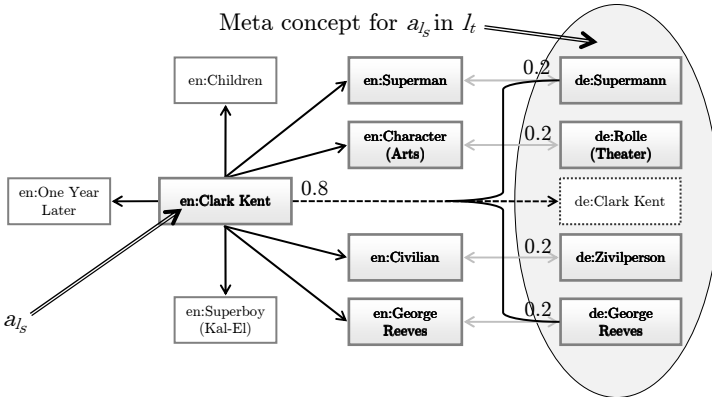 Meta concept for a_{l_s} in l_t
en:Children
en:Superman
0.2
de:Supermann
en:Character
(Arts)
0.2
de:Rolle
(Theater)
en:One Year
Later
en:Clark Kent
0.8
de:Clark Kent
en:Civilian
0.2
de:Zivilperson
a_{l_s}
en:Superboy
(Kal-El)
en:George
Reeves
0.2
de:George
Reeves